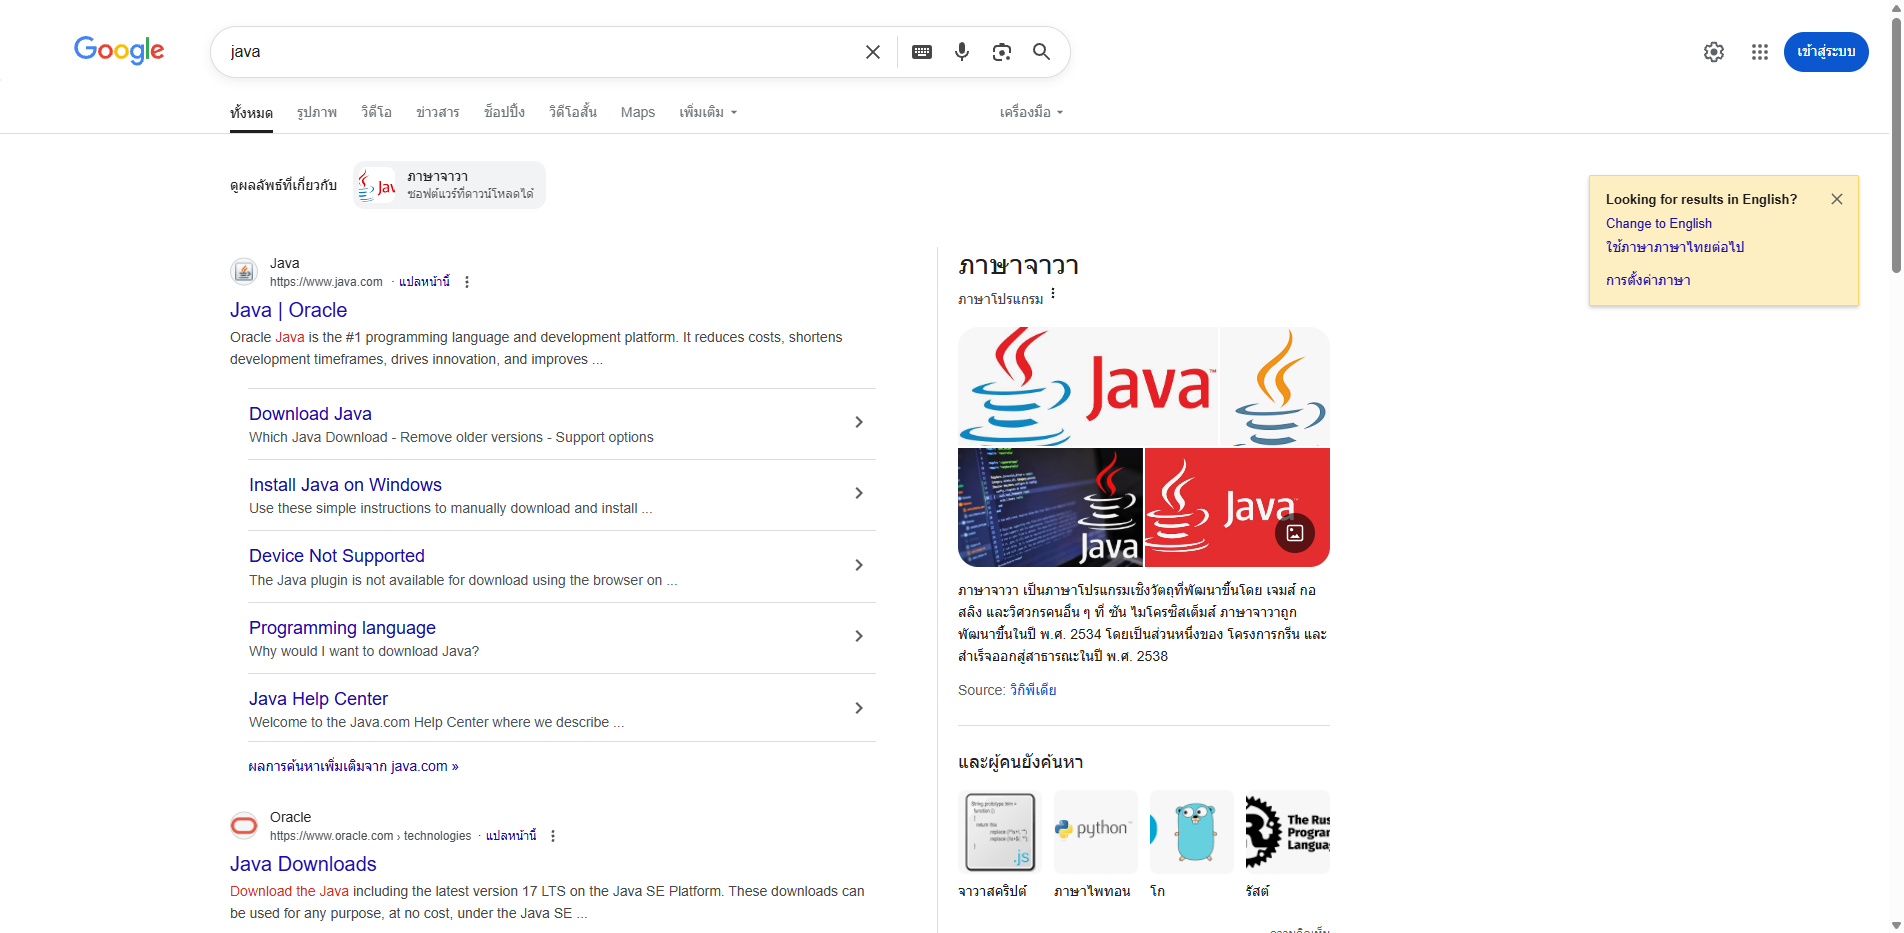 Google
java
เข้าสู่ระบบ
ทั้งหมด รูปภาพ วิดีโอ ข่าวสาร ช็อปปิ้ง วิดีโอสั้น Maps เพิ่มเติม เครื่องมือ
ดูผลลัพธ์ที่เกี่ยวกับ
ภาษาจาวา
ซอฟต์แวร์ที่ดาวน์โหลดได้
Looking for results in English?
Change to English
ใช้ภาษาภาษาไทยต่อไป
การตั้งค่าภาษา
Java
https://www.java.com · แปลหน้านี้
Java | Oracle
Oracle Java is the #1 programming language and development platform. It reduces costs, shortens
development timeframes, drives innovation, and improves ...
Download Java
Which Java Download - Remove older versions - Support options
Install Java on Windows
Use these simple instructions to manually download and install ...
Device Not Supported
The Java plugin is not available for download using the browser on ...
Programming language
Why would I want to download Java?
Java Help Center
Welcome to the Java.com Help Center where we describe ...
ผลการค้นหาเพิ่มเติมจาก java.com »
Oracle
https://www.oracle.com › technologies · แปลหน้านี้
Java Downloads
Download the Java including the latest version 17 LTS on the Java SE Platform. These downloads can
be used for any purpose, at no cost, under the Java SE ...
ภาษาจาวา
ภาษาโปรแกรม
Java™
Java
Java
ภาษาจาวา เป็นภาษาโปรแกรมเชิงวัตถุที่พัฒนาขึ้นโดย เจมส์ กอ
สลิง และวิศวกรคนอื่น ๆ ที่ ซัน ไมโครซิสเต็มส์ ภาษาจาวาถูก
พัฒนาขึ้นในปี พ.ศ. 2534 โดยเป็นส่วนหนึ่งของ โครงการกรีน และ
สำเร็จออกสู่สาธารณะในปี พ.ศ. 2538
Source: วิกิพีเดีย
และผู้คนยังค้นหา
.js
python
The Rus
Program
Langua
จาวาสคริปต์ ภาษาไพทอน โก รัสต์